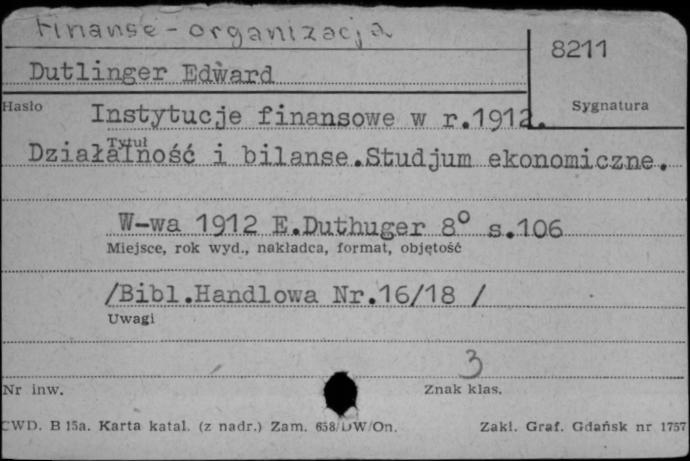 Finanse - organizacja
8211
Dutlinger Edward
Hasło
Sygnatura
Instytucje finansowe w r.1912.
Tytuł
Działalność i bilanse.Studjum ekonomiczne.
W-wa 1912 E.Duthuger 8° s.106
Miejsce, rok wyd., nakładca, format, objętość
/Bibl.Handlowa Nr.16/18 /
Uwagi
3
Nr inw.
Znak klas.
CWD. B 15a. Karta katal. (z nadr.) Zam. 658/DW/On.
Zakł. Graf. Gdańsk nr 1757